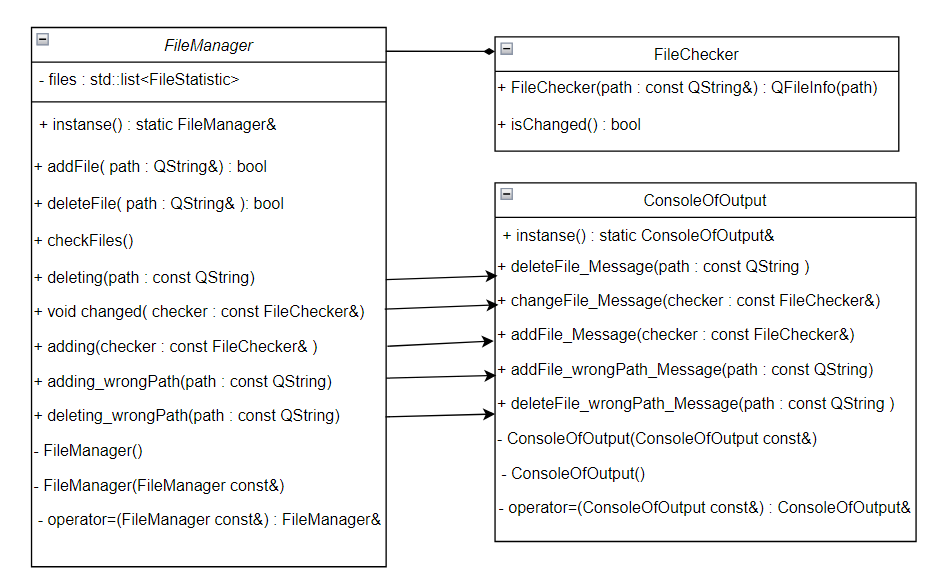 FileManager
- files : std::list<FileStatistic>
+ instanse() : static FileManager&
+ addFile( path : QString&) : bool
+ deleteFile( path : QString& ): bool
+ checkFiles()
+ deleting(path : const QString)
+ void changed( checker : const FileChecker&)
+ adding(checker : const FileChecker& )
+ adding_wrongPath(path : const QString)
+ deleting_wrongPath(path : const QString)
- FileManager()
- FileManager(FileManager const&)
- operator=(FileManager const&) : FileManager&
FileChecker
+ FileChecker(path : const QString&) : QFileInfo(path)
+ isChanged() : bool
ConsoleOfOutput
+ instanse() : static ConsoleOfOutput&
+ deleteFile_Message(path : const QString )
+ changeFile_Message(checker : const FileChecker&)
+ addFile_Message(checker : const FileChecker&)
+ addFile_wrongPath_Message(path : const QString)
+ deleteFile_wrongPath_Message(path : const QString )
- ConsoleOfOutput(ConsoleOfOutput const&)
- ConsoleOfOutput()
- operator=(ConsoleOfOutput const&) : ConsoleOfOutput&